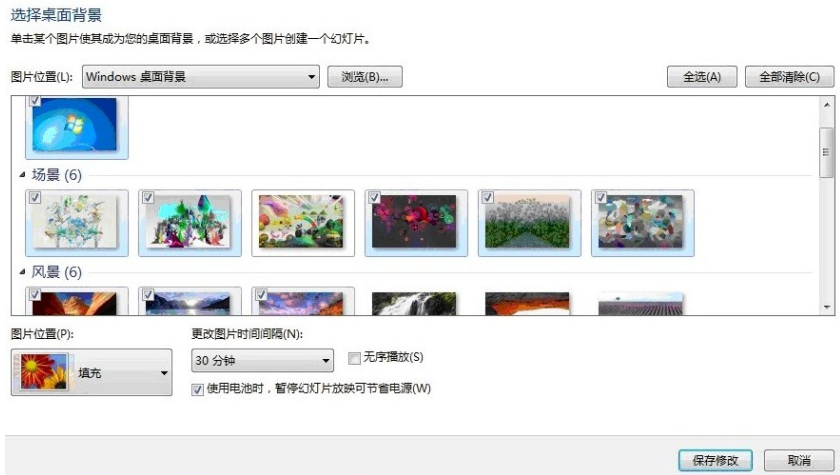 选择桌面背景
单击某个图片使其成为您的桌面背景，或选择多个图片创建一个幻灯片。
图片位置(L): Windows 桌面背景 浏览(B)... 全选(A) 全部清除(C)
场景 (6)
风景 (6)
图片位置(P): 更改图片时间间隔(N):
填充 30 分钟 无序播放(S)
使用电池时，暂停幻灯片放映可节省电源(W)
保存修改 取消